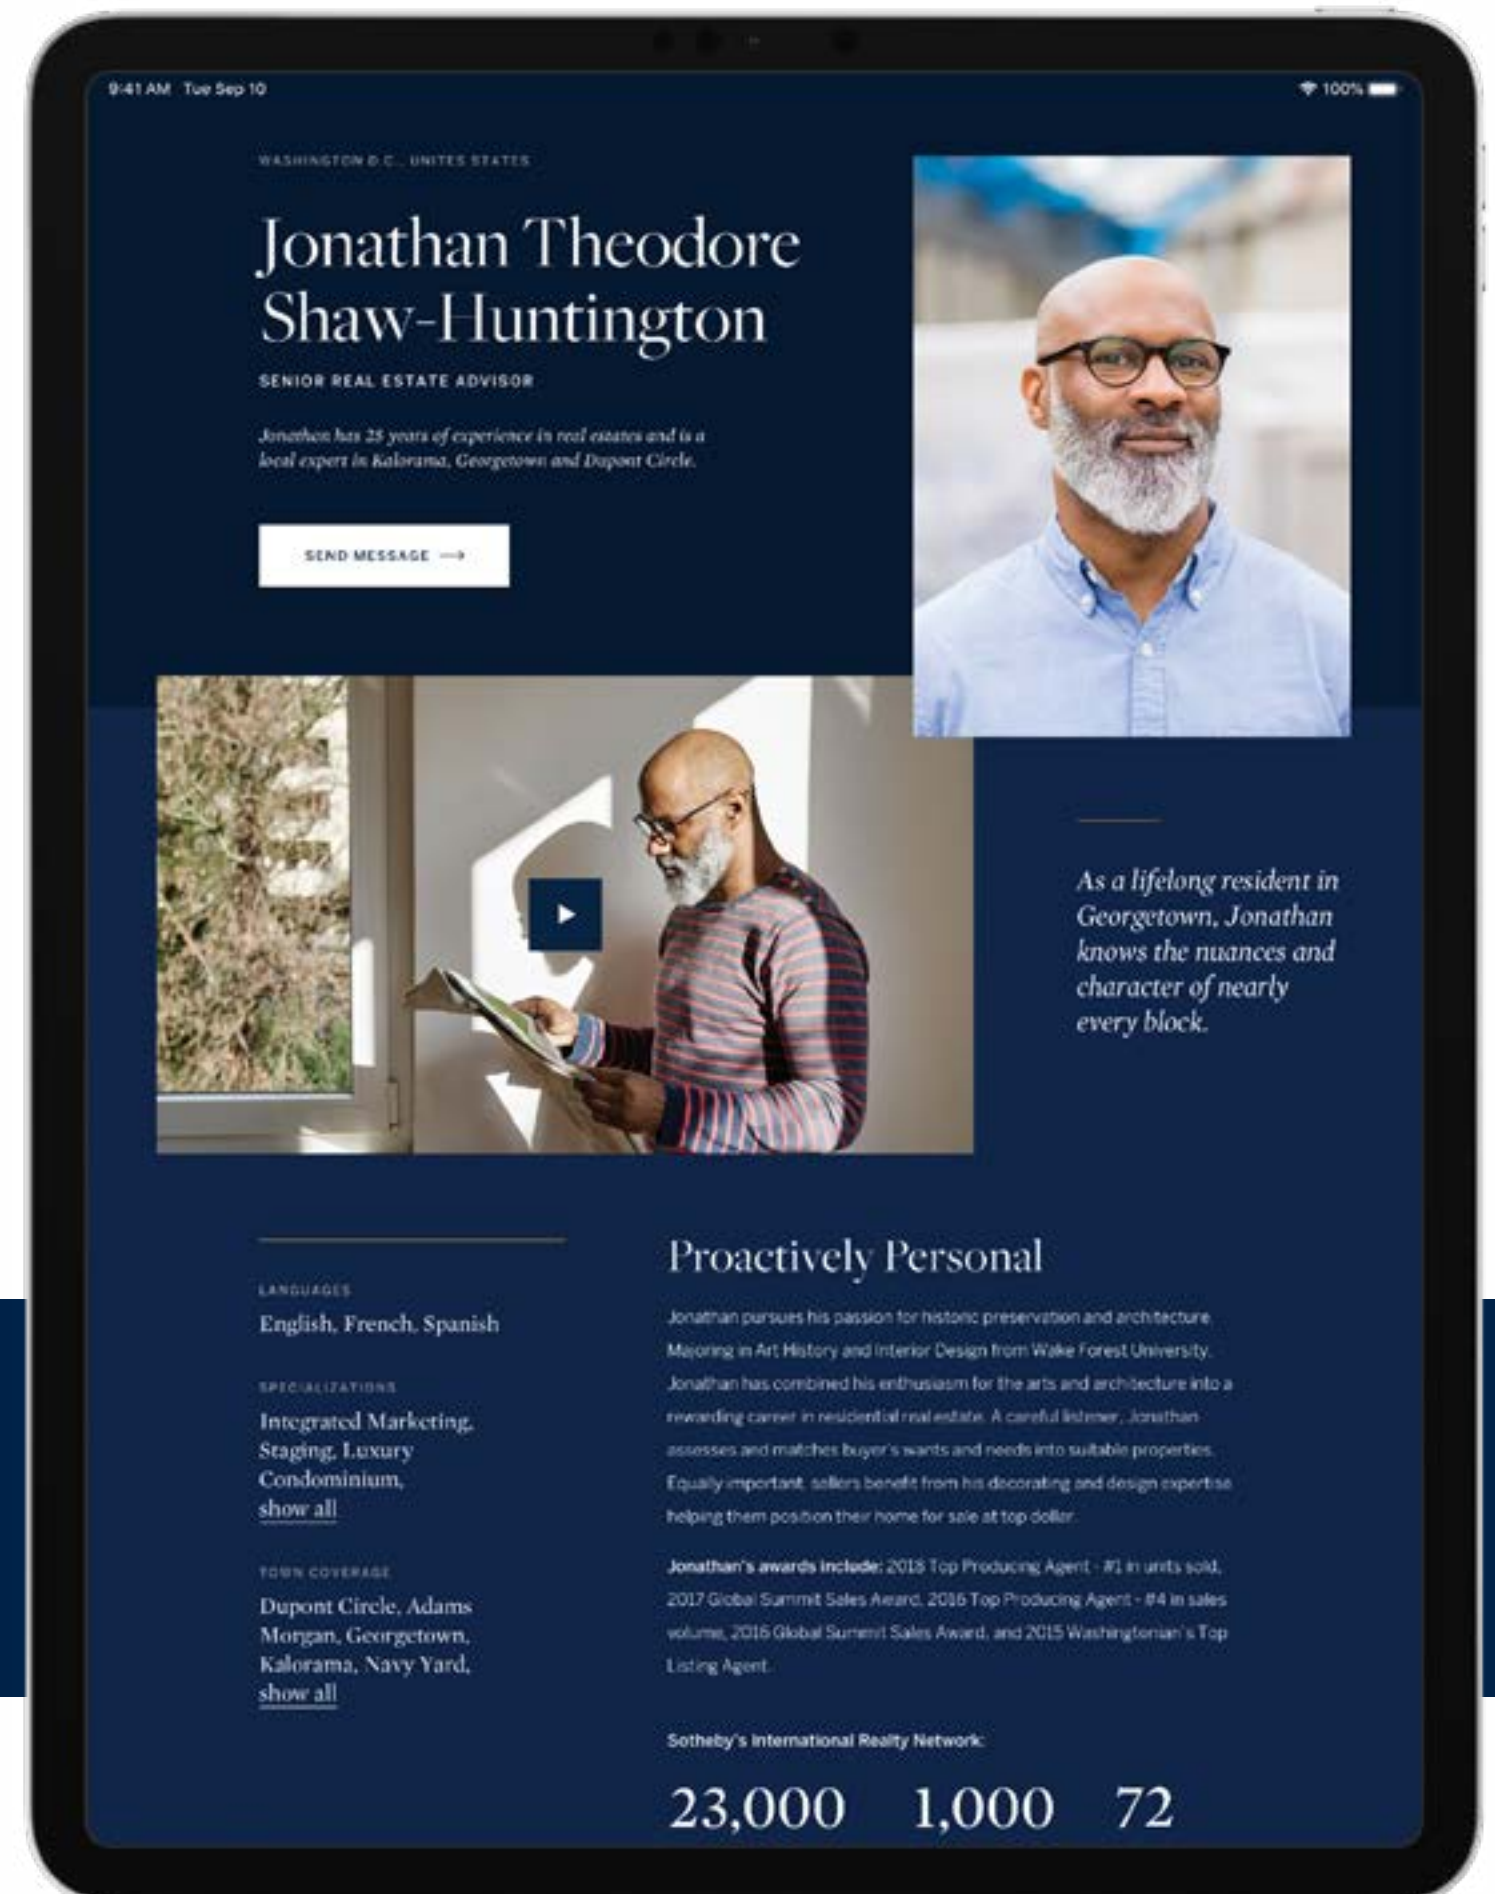 9:41 AM Tue Sep 10
100%
WASHINGTON D.C., UNITES STATES
Jonathan Theodore
Shaw-Huntington
SENIOR REAL ESTATE ADVISOR
Jonathan has 25 years of experience in real estates and is a
local expert in Kalorama, Georgetown and Dupont Circle.
SEND MESSAGE →
As a lifelong resident in
Georgetown, Jonathan
knows the nuances and
character of nearly
every block.
LANGUAGES
English, French, Spanish
SPECIALIZATIONS
Integrated Marketing,
Staging, Luxury
Condominium,
show all
TOWN COVERAGE
Dupont Circle, Adams
Morgan, Georgetown,
Kalorama, Navy Yard,
show all
Proactively Personal
Jonathan pursues his passion for historic preservation and architecture.
Majoring in Art History and Interior Design from Wake Forest University,
Jonathan has combined his enthusiasm for the arts and architecture into a
rewarding career in residential real estate. A careful listener, Jonathan
assesses and matches buyer's wants and needs into suitable properties.
Equally important, sellers benefit from his decorating and design expertise
helping them position their home for sale at top dollar.
Jonathan's awards include: 2018 Top Producing Agent - #1 in units sold,
2017 Global Summit Sales Award, 2016 Top Producing Agent - #4 in sales
volume, 2016 Global Summit Sales Award, and 2015 Washingtonian's Top
Listing Agent.
Sotheby's International Realty Network:
23,000 1,000 72